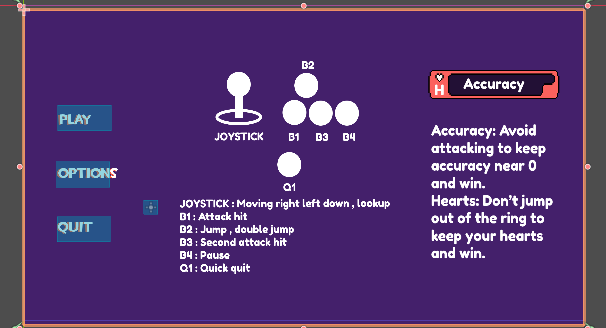 PLAY
OPTIONS
QUIT
B2
JOYSTICK
B1 B3 B4
Q1
JOYSTICK : Moving right left down , lookup
B1 : Attack hit
B2 : Jump , double jump
B3 : Second attack hit
B4 : Pause
Q1 : Quick quit
H
Accuracy
Accuracy: Avoid
attacking to keep
accuracy near 0
and win.
Hearts: Don't jump
out of the ring to
keep your hearts
and win.